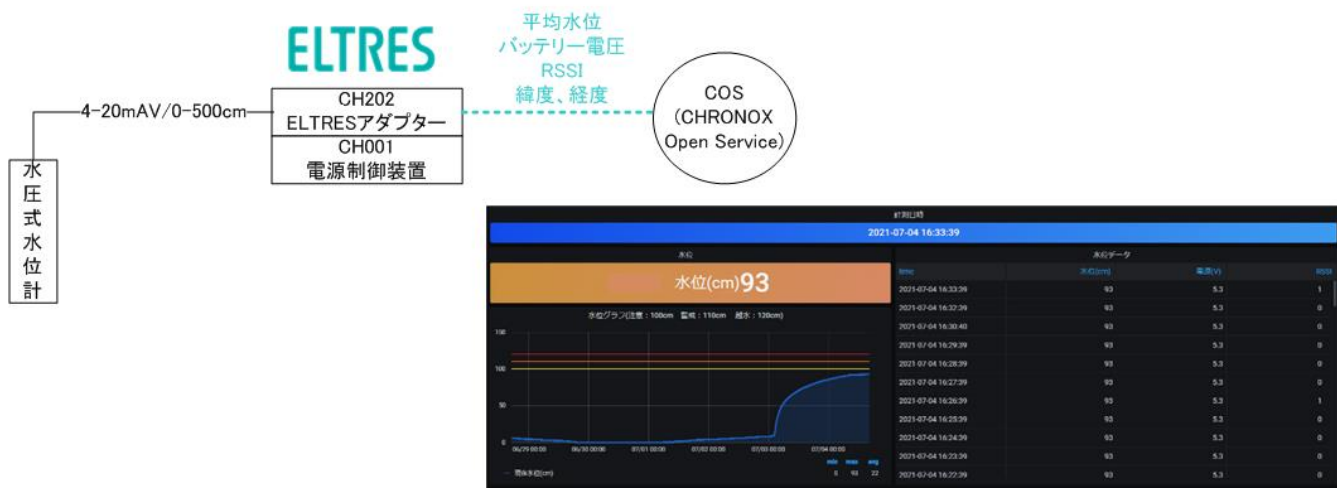 ELTRES
平均水位
バッテリー電圧
RSSI
緯度、経度
4-20mAV/0-500cm
CH202
ELTRESアダプター
CH001
電源制御装置
COS
(CHRONOX
Open Service)
水圧式水位計
計測日時
2021-07-04 16:33:39
水位
水位(cm)93
水位グラフ(注意：100cm 警戒：110cm 越水：120cm)
150
100
50
0
06/29 00:00 06/30 00:00 07/01 00:00 07/02 00:00 07/03 00:00 07/04 00:00
min max avg
0 93 22
水位データ
time 水位(cm)電源(V) RSSI
2021-07-04 16:33:39 93 5.3 1
2021-07-04 16:32:39 93 5.3 0
2021-07-04 16:30:40 93 5.3 0
2021-07-04 16:29:39 93 5.3 0
2021-07-04 16:28:39 93 5.3 0
2021-07-04 16:27:39 93 5.3 0
2021-07-04 16:26:39 93 5.3 1
2021-07-04 16:25:39 93 5.3 0
2021-07-04 16:24:39 93 5.3 0
2021-07-04 16:23:39 93 5.3 0
2021-07-04 16:22:39 93 5.3 0